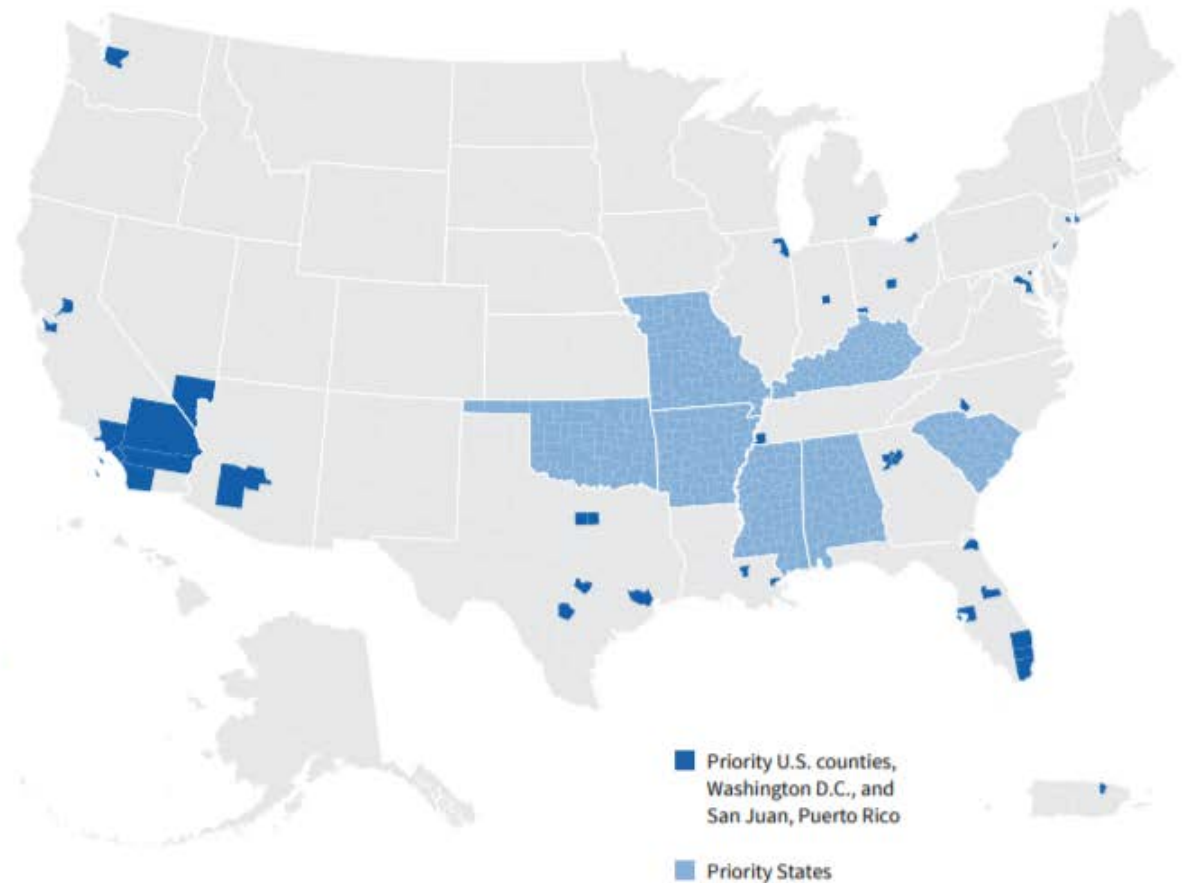 Priority U.S. counties,
Washington D.C., and
San Juan, Puerto Rico
Priority States